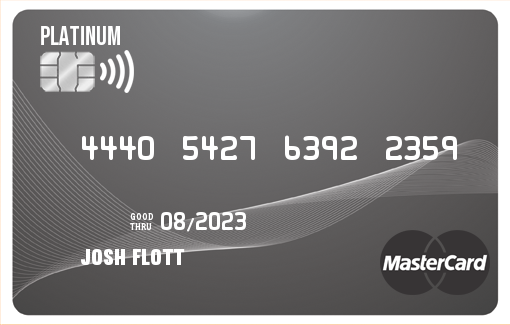 PLATINUM
4440 5427 6392 2359
GOOD THRU 08/2023
JOSH FLOTT
MasterCard